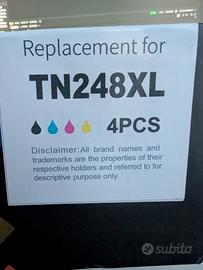 Replacement for
TN248XL
4PCS
Disclaimer:All brand names and
trademarks are the properties of their
respective holders and referred to for
descriptive purpose only.
subito